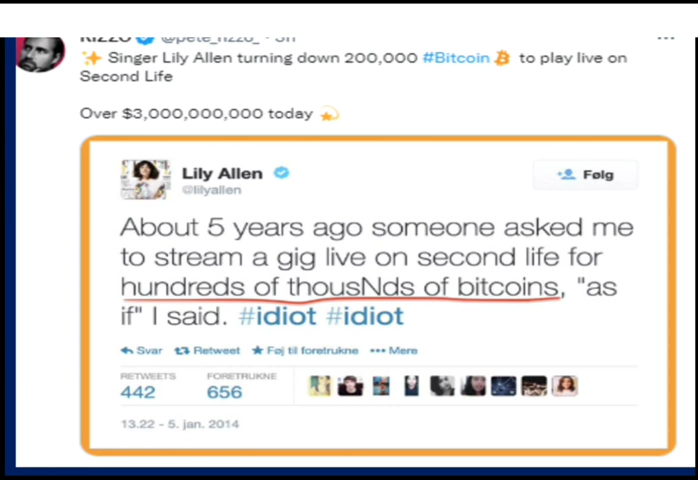 Singer Lily Allen turning down 200,000 #Bitcoin to play live on
Second Life
Over $3,000,000,000 today
Lily Allen
@lilyallen
Følg
About 5 years ago someone asked me
to stream a gig live on second life for
hundreds of thousNds of bitcoins, "as
if" I said. #idiot #idiot
Svar Retweet Føj til foretrukne Mere
RETWEETS FORETRUKNE
442 656
13.22 - 5. jan. 2014